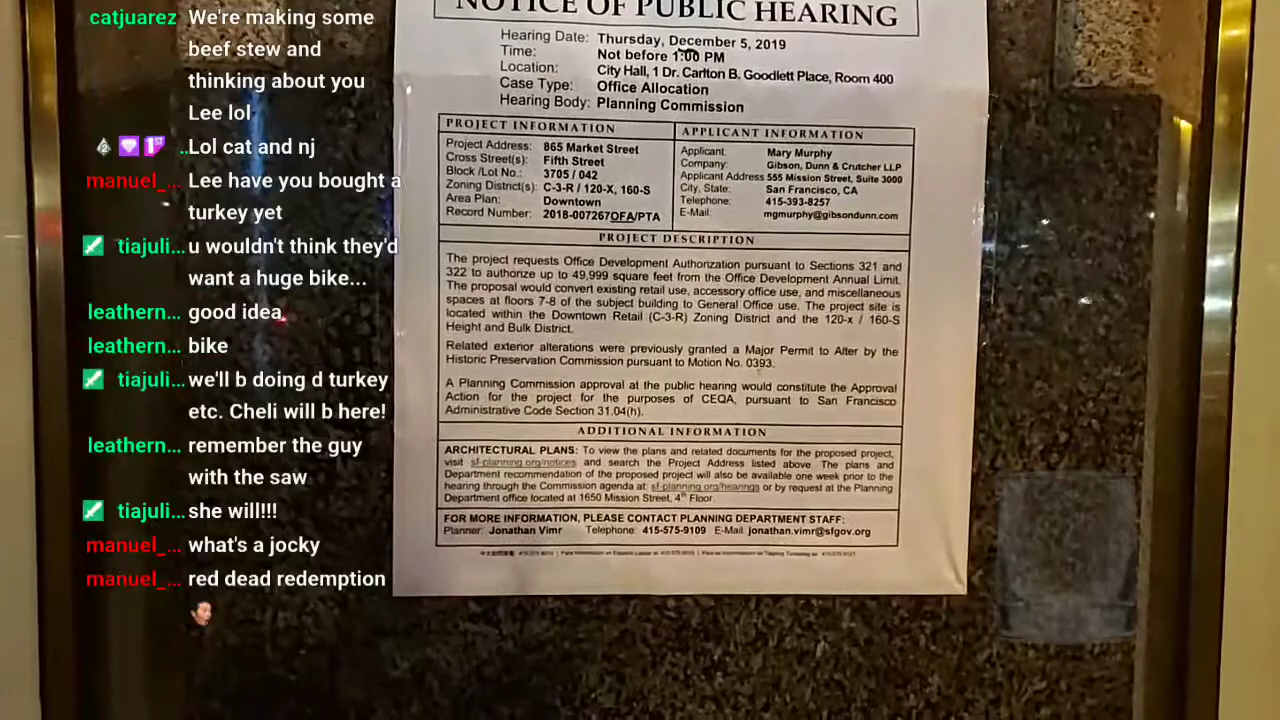 catjuarez We're making some
beef stew and
thinking about you
Lee lol
..Lol cat and nj
manuel_... Lee have you bought a
turkey yet
tiajuli... u wouldn't think they'd
want a huge bike...
leathern... good idea
leathern... bike
tiajuli... we'll b doing d turkey
etc. Cheli will b here!
leathern... remember the guy
with the saw
tiajuli... she will!!!
manuel_... what's a jocky
manuel_... red dead redemption
NOTICE OF PUBLIC HEARING
Hearing Date: Thursday, December 5, 2019
Time: Not before 1:00 PM
Location: City Hall, 1 Dr. Carlton B. Goodlett Place, Room 400
Case Type: Office Allocation
Hearing Body: Planning Commission
PROJECT INFORMATION
Project Address: 865 Market Street
Cross Street(s): Fifth Street
Block /Lot No.: 3705 / 042
Zoning District(s): C-3-R / 120-X, 160-S
Area Plan: Downtown
Record Number: 2018-007267OFA/PTA
APPLICANT INFORMATION
Applicant: Mary Murphy
Company: Gibson, Dunn & Crutcher LLP
Applicant Address 555 Mission Street, Suite 3000
City, State: San Francisco, CA
Telephone: 415-393-8257
E-Mail: mgmurphy@gibsondunn.com
PROJECT DESCRIPTION
The project requests Office Development Authorization pursuant to Sections 321 and
322 to authorize up to 49,999 square feet from the Office Development Annual Limit.
The proposal would convert existing retail use, accessory office use, and miscellaneous
spaces at floors 7-8 of the subject building to General Office use. The project site is
located within the Downtown Retail (C-3-R) Zoning District and the 120-x / 160-S
Height and Bulk District.
Related exterior alterations were previously granted a Major Permit to Alter by the
Historic Preservation Commission pursuant to Motion No. 0393.
A Planning Commission approval at the public hearing would constitute the Approval
Action for the project for the purposes of CEQA, pursuant to San Francisco
Administrative Code Section 31.04(h).
ADDITIONAL INFORMATION
ARCHITECTURAL PLANS: To view the plans and related documents for the proposed project,
visit sf-planning.org/notices and search the Project Address listed above. The plans and
Department recommendation of the proposed project will also be available one week prior to the
hearing through the Commission agenda at: sf-planning.org/hearings or by request at the Planning
Department office located at 1650 Mission Street, 4th Floor.
FOR MORE INFORMATION, PLEASE CONTACT PLANNING DEPARTMENT STAFF:
Planner: Jonathan Vimr Telephone: 415-575-9109 E-Mail: jonathan.vimr@sfgov.org